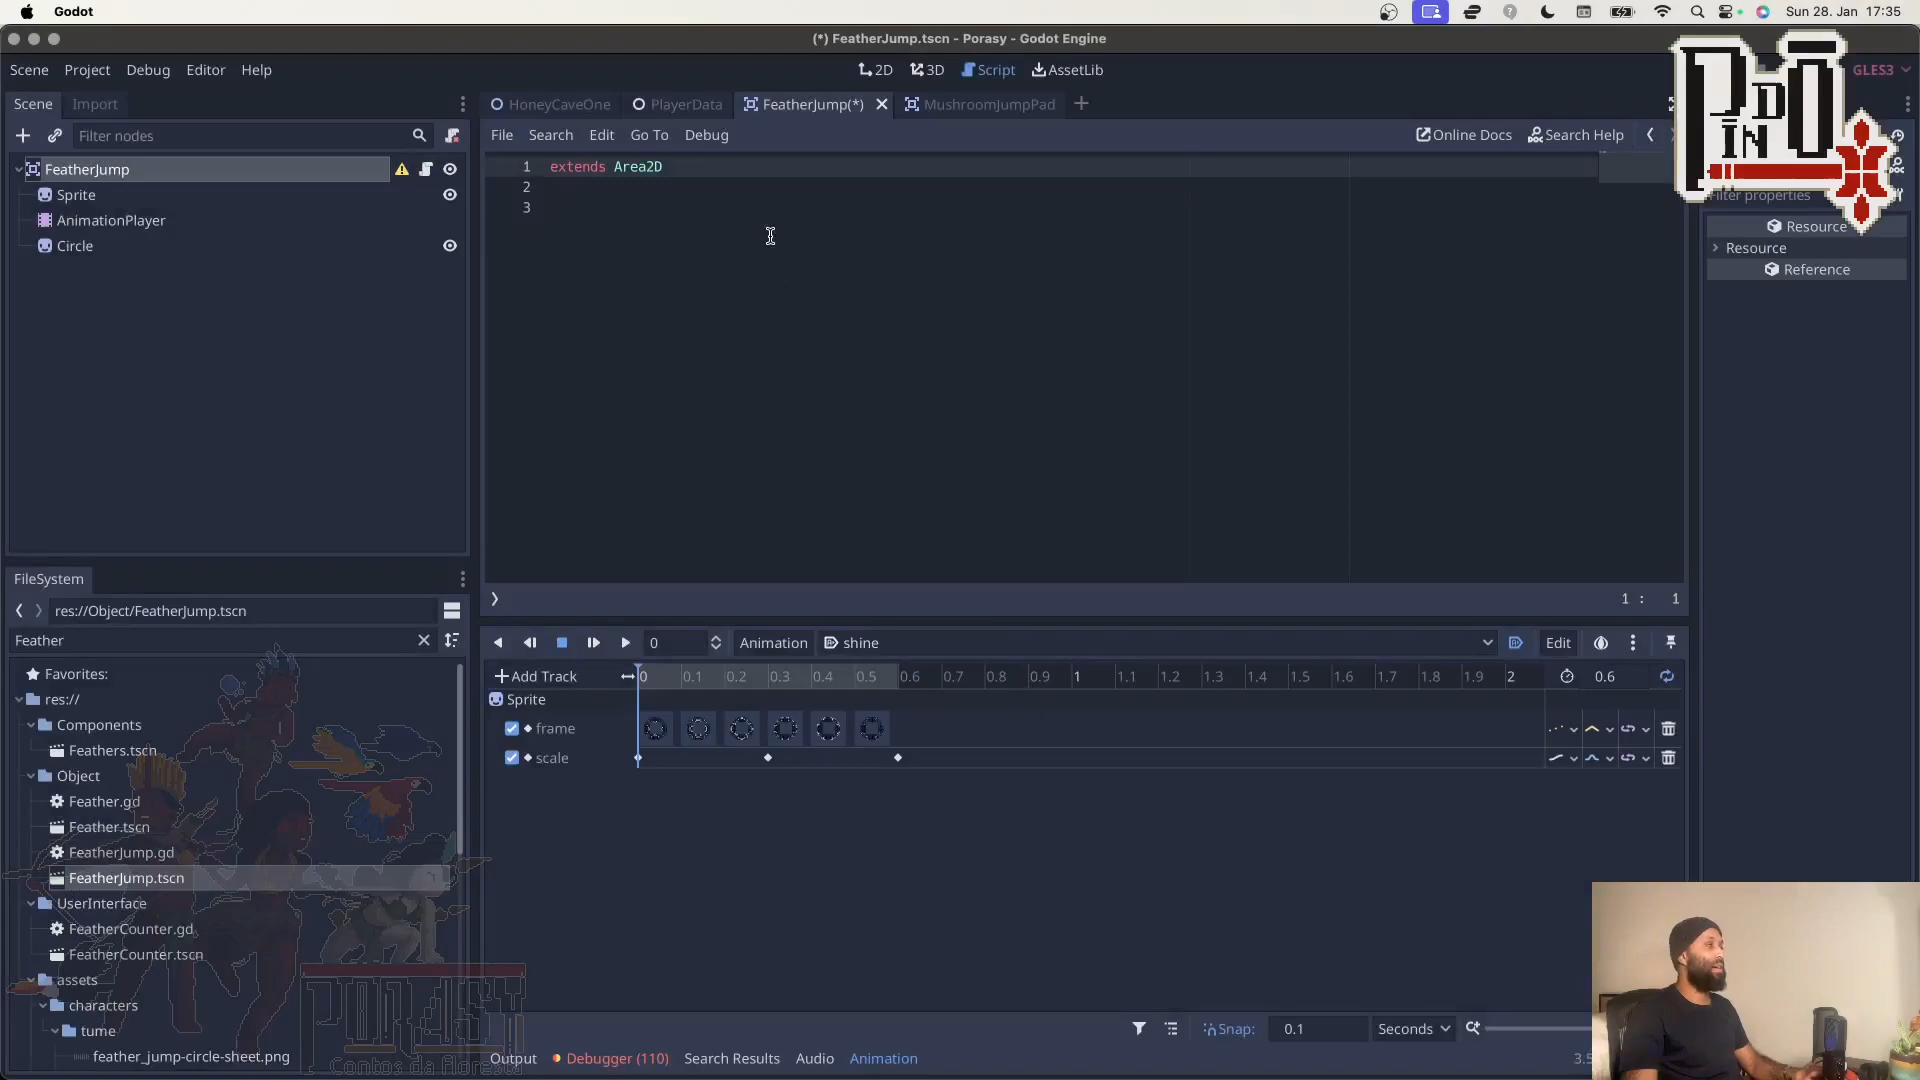 Godot
Sun 28. Jan 17:35
(*) FeatherJump.tscn - Porasy - Godot Engine
Scene Project Debug Editor Help
2D 3D Script AssetLib
GLES3
Scene Import
HoneyCaveOne PlayerData FeatherJump(*) MushroomJumpPad
Filter nodes
File Search Edit Go To Debug
Online Docs Search Help
PINDO
FeatherJump
Sprite
AnimationPlayer
Circle
1 extends Area2D
2
3
Filter properties
Resource
Resource
Reference
1 : 1
FileSystem
res://Object/FeatherJump.tscn
Feather
Favorites:
res://
Components
Feathers.tscn
Object
Feather.gd
Feather.tscn
FeatherJump.gd
FeatherJump.tscn
UserInterface
FeatherCounter.gd
FeatherCounter.tscn
assets
characters
tume
feather_jump-circle-sheet.png
PORASY
Contos da floresta
0 Animation shine Edit
Add Track 0 0.1 0.2 0.3 0.4 0.5 0.6 0.7 0.8 0.9 1 1.1 1.2 1.3 1.4 1.5 1.6 1.7 1.8 1.9 2 0.6
Sprite
frame
scale
Snap: 0.1 Seconds
Output Debugger (110) Search Results Audio Animation